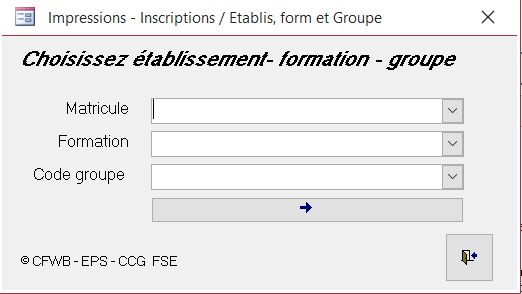 Impressions - Inscriptions / Etablis, form et Groupe
Choisissez établissement- formation - groupe
Matricule
Formation
Code groupe
© CFWB - EPS - CCG FSE